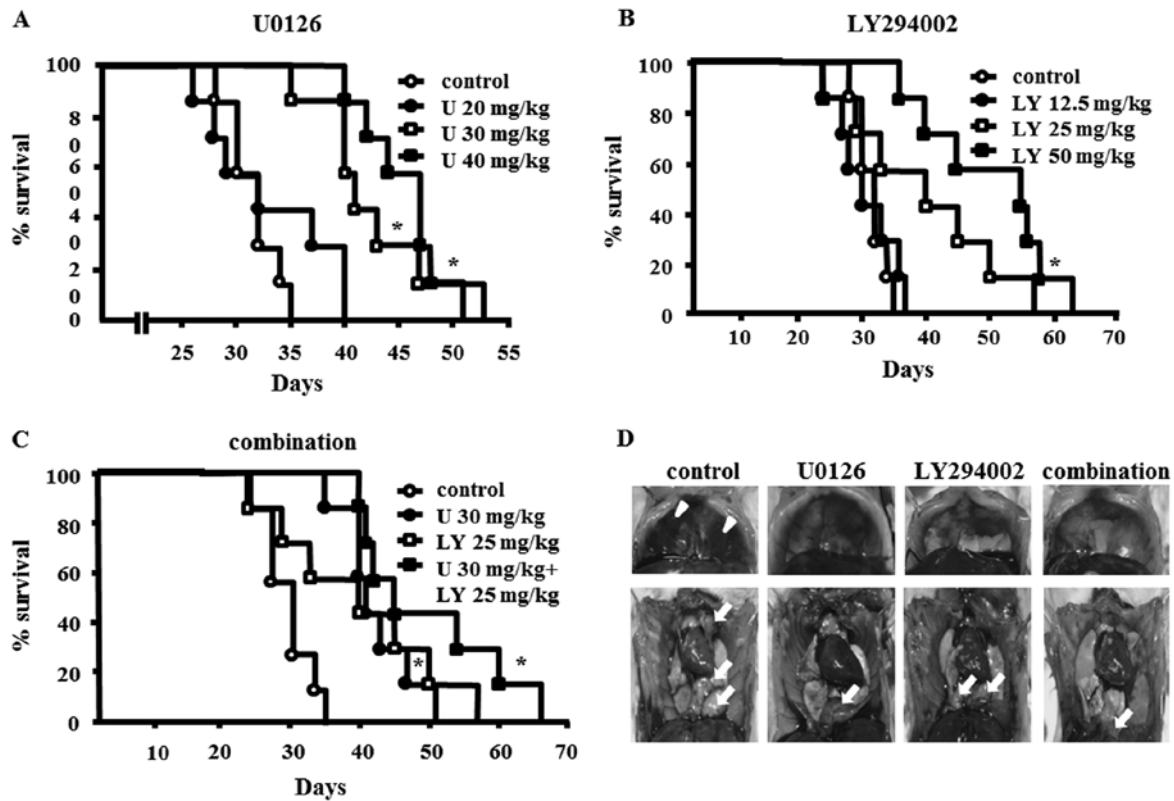 A
U0126
100
8
0
6
0
4
0
2
0
0
% survival
control
U 20 mg/kg
U 30 mg/kg
U 40 mg/kg
*
*
25 30 35 40 45 50 55
Days
B
LY294002
100
80
60
40
20
0
% survival
control
LY 12.5 mg/kg
LY 25 mg/kg
LY 50 mg/kg
*
10 20 30 40 50 60 70
Days
C
combination
100
80
60
40
20
0
% survival
control
U 30 mg/kg
LY 25 mg/kg
U 30 mg/kg+
LY 25 mg/kg
*
*
10 20 30 40 50 60 70
Days
D
control U0126 LY294002 combination